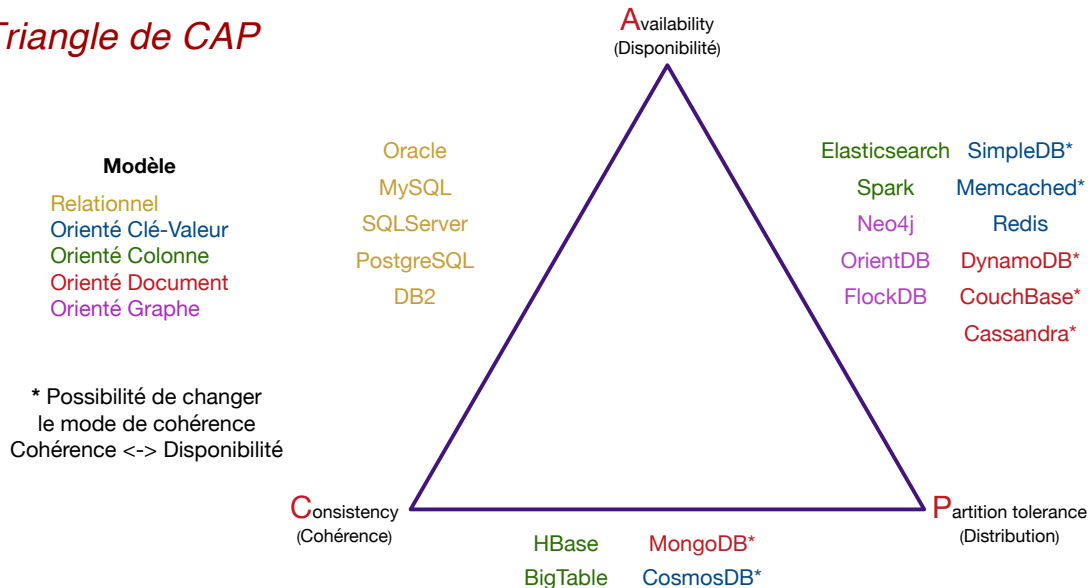 Triangle de CAP
Availability
(Disponibilité)
Modèle
Relationnel
Orienté Clé-Valeur
Orienté Colonne
Orienté Document
Orienté Graphe
* Possibilité de changer
le mode de cohérence
Cohérence <-> Disponibilité
Oracle
MySQL
SQLServer
PostgreSQL
DB2
Elasticsearch SimpleDB*
Spark Memcached*
Neo4j Redis
OrientDB DynamoDB*
FlockDB CouchBase*
Cassandra*
Consistency
(Cohérence)
Partition tolerance
(Distribution)
HBase MongoDB*
BigTable CosmosDB*